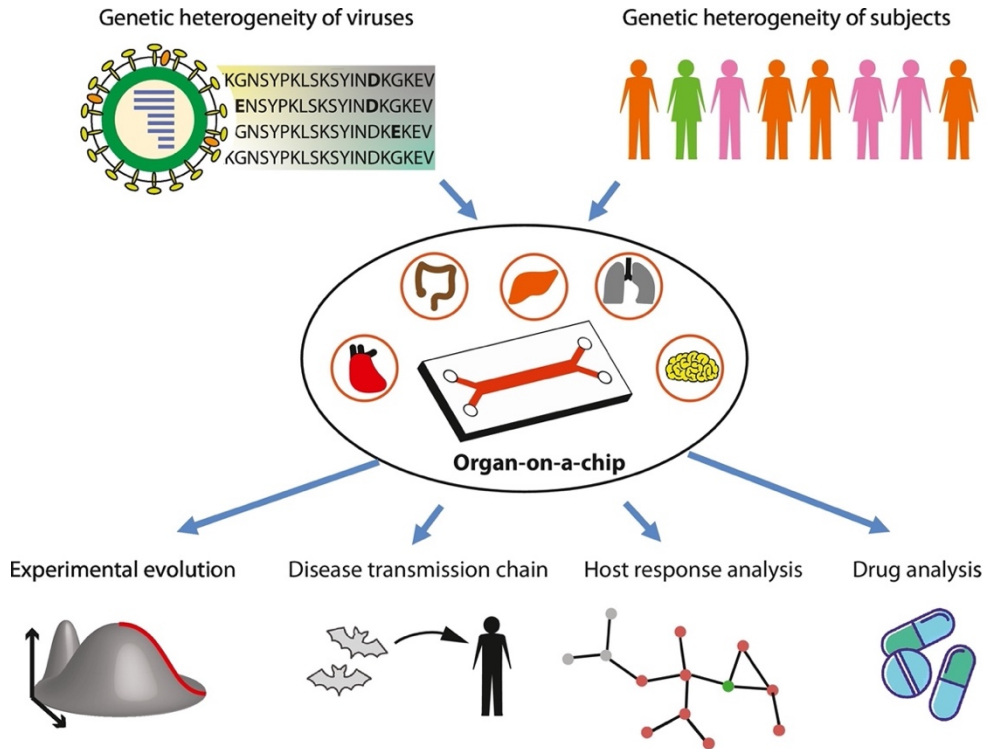 Genetic heterogeneity of viruses
Genetic heterogeneity of subjects
KGNSYPKLSKSYINDKGKEV
ENSYPKLSKSYINDKGKEV
GNSYPKLSKSYINDKEKEV
KGNSYPKLSKSYINDKGKEV
Organ-on-a-chip
Experimental evolution
Disease transmission chain
Host response analysis
Drug analysis